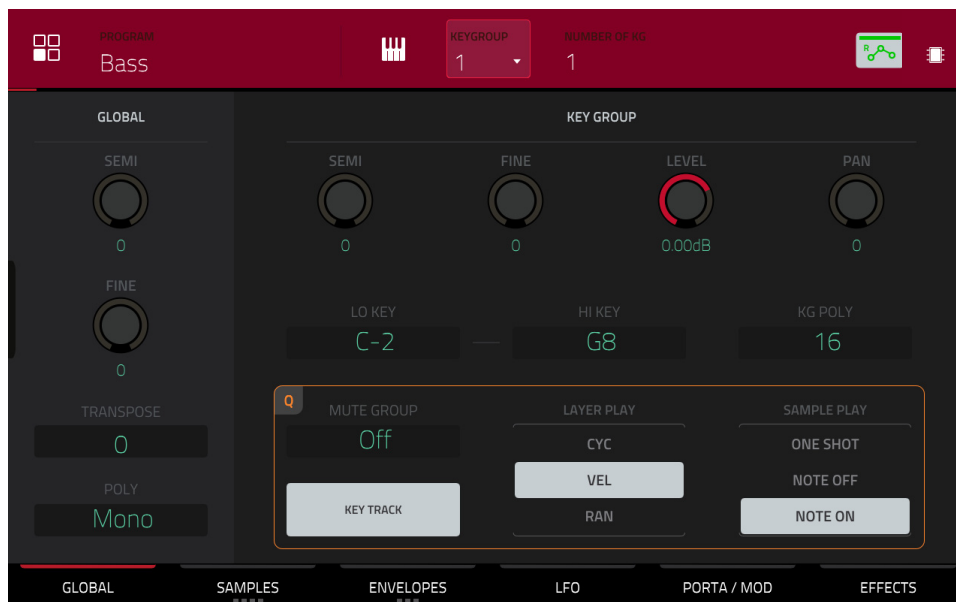 PROGRAM
Bass
KEYGROUP
1
NUMBER OF KG
1
R
GLOBAL
SEMI
0
FINE
0
TRANSPOSE
0
POLY
Mono
KEY GROUP
SEMI
FINE
LEVEL
PAN
0
0
0.00dB
0
LO KEY
HI KEY
KG POLY
C-2
G8
16
Q
MUTE GROUP
Off
KEY TRACK
LAYER PLAY
CYC
VEL
RAN
SAMPLE PLAY
ONE SHOT
NOTE OFF
NOTE ON
GLOBAL
SAMPLES
ENVELOPES
LFO
PORTA / MOD
EFFECTS